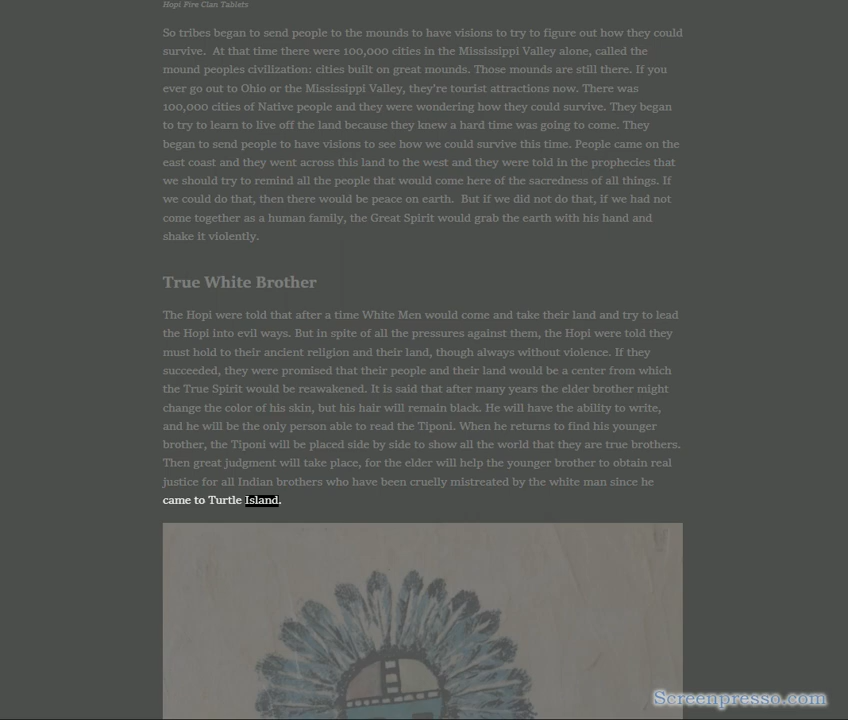 Hopi Fire Clan Tablets
So tribes began to send people to the mounds to have visions to try to figure out how they could
survive.  At that time there were 100,000 cities in the Mississippi Valley alone, called the
mound peoples civilization: cities built on great mounds. Those mounds are still there. If you
ever go out to Ohio or the Mississippi Valley, they're tourist attractions now. There was
100,000 cities of Native people and they were wondering how they could survive. They began
to try to learn to live off the land because they knew a hard time was going to come. They
began to send people to have visions to see how we could survive this time. People came on the
east coast and they went across this land to the west and they were told in the prophecies that
we should try to remind all the people that would come here of the sacredness of all things. If
we could do that, then there would be peace on earth.  But if we did not do that, if we had not
come together as a human family, the Great Spirit would grab the earth with his hand and
shake it violently.
True White Brother
The Hopi were told that after a time White Men would come and take their land and try to lead
the Hopi into evil ways. But in spite of all the pressures against them, the Hopi were told they
must hold to their ancient religion and their land, though always without violence. If they
succeeded, they were promised that their people and their land would be a center from which
the True Spirit would be reawakened. It is said that after many years the elder brother might
change the color of his skin, but his hair will remain black. He will have the ability to write,
and he will be the only person able to read the Tiponi. When he returns to find his younger
brother, the Tiponi will be placed side by side to show all the world that they are true brothers.
Then great judgment will take place, for the elder will help the younger brother to obtain real
justice for all Indian brothers who have been cruelly mistreated by the white man since he
came to Turtle Island.
Screenpresso.com